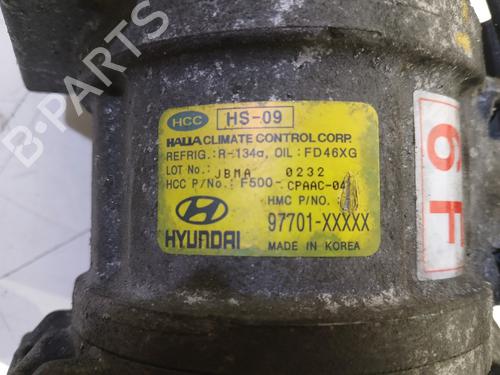 B-PARTS
HCC HS-09
HALLA CLIMATE CONTROL CORP.
REFRIG.: R-134a, OIL: FD46XG
LOT No.: JBMA 0232
HCC P/No.: F500-CPAAC-04
HMC P/NO.
97701-XXXXX
HYUNDAI
MADE IN KOREA
6F